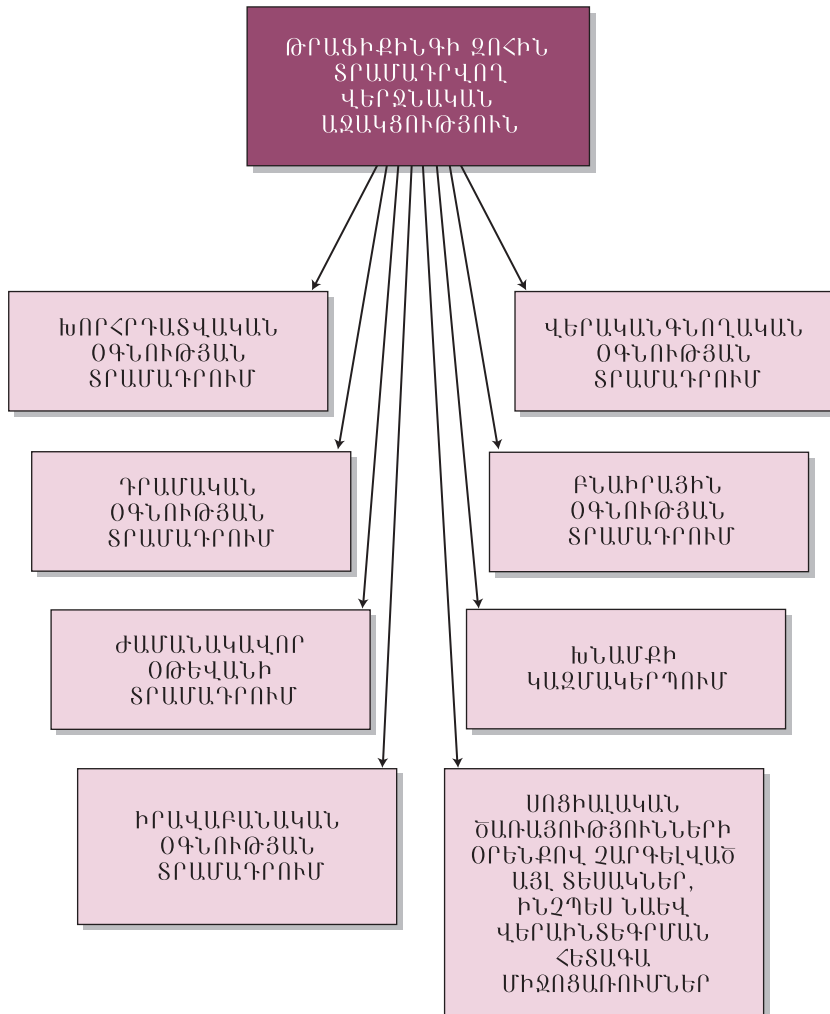 ԹՐԱՖԻՔԻՆԳԻ ԶՈՀԻՆ
ՏՐԱՄԱԴՐՎՈՂ
ՎԵՐՋՆԱԿԱՆ
ԱՋԱԿՑՈՒԹՅՈՒՆ
ԽՈՐՀՐԴԱՏՎԱԿԱՆ
ՕԳՆՈՒԹՅԱՆ
ՏՐԱՄԱԴՐՈՒՄ
ՎԵՐԱԿԱՆԳՆՈՂԱԿԱՆ
ՕԳՆՈՒԹՅԱՆ
ՏՐԱՄԱԴՐՈՒՄ
ԴՐԱՄԱԿԱՆ
ՕԳՆՈՒԹՅԱՆ
ՏՐԱՄԱԴՐՈՒՄ
ԲՆԱԻՐԱՅԻՆ
ՕԳՆՈՒԹՅԱՆ
ՏՐԱՄԱԴՐՈՒՄ
ԺԱՄԱՆԱԿԱՎՈՐ
ՕԹԵՎԱՆԻ
ՏՐԱՄԱԴՐՈՒՄ
ԽՆԱՄՔԻ
ԿԱԶՄԱԿԵՐՊՈՒՄ
ԻՐԱՎԱԲԱՆԱԿԱՆ
ՕԳՆՈՒԹՅԱՆ
ՏՐԱՄԱԴՐՈՒՄ
ՍՈՑԻԱԼԱԿԱՆ
ԾԱՌԱՅՈՒԹՅՈՒՆՆԵՐԻ
ՕՐԵՆՔՈՎ ՉԱՐԳԵԼՎԱԾ
ԱՅԼ ՏԵՍԱԿՆԵՐ,
ԻՆՉՊԵՍ ՆԱԵՎ
ՎԵՐԱԻՆՏԵԳՐՄԱՆ
ՀԵՏԱԳԱ
ՄԻՋՈՑԱՌՈՒՄՆԵՐ